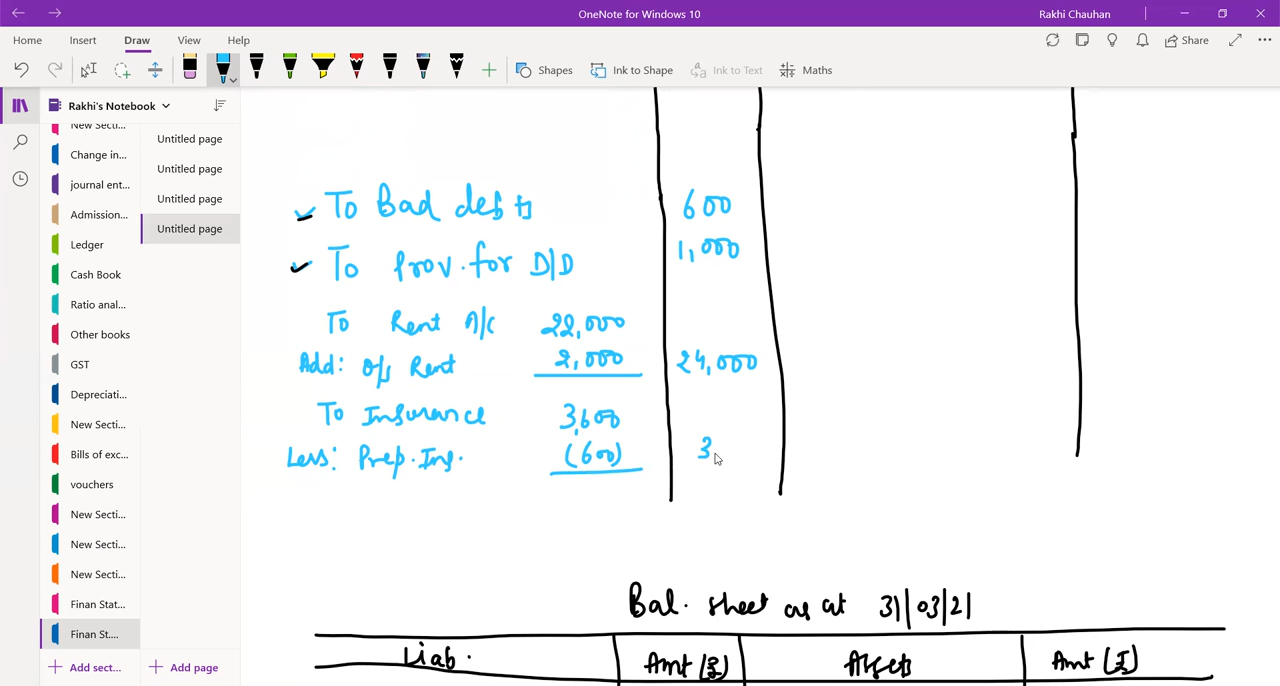 OneNote for Windows 10
Rakhi Chauhan
Home Insert Draw View Help
Share
Shapes Ink to Shape Ink to Text Maths
Rakhi's Notebook
New Secti...
Change in...
journal ent...
Admission...
Ledger
Cash Book
Ratio anal...
Other books
GST
Depreciati...
New Secti...
Bills of exc...
vouchers
New Secti...
New Secti...
New Secti...
Finan Stat...
Finan St....
Add sect...
Untitled page
Untitled page
Untitled page
Untitled page
Add page
To Bad debts 600
To Prov. for D/D 1,000
To Rent A/c 22,000
Add: O/s Rent 2,000 24,000
To Insurance 3,600
Less: Prep. Ins. (600) 3
Bal. sheet as at 31/03/21
Liab. Amt (₹) Assets Amt (₹)